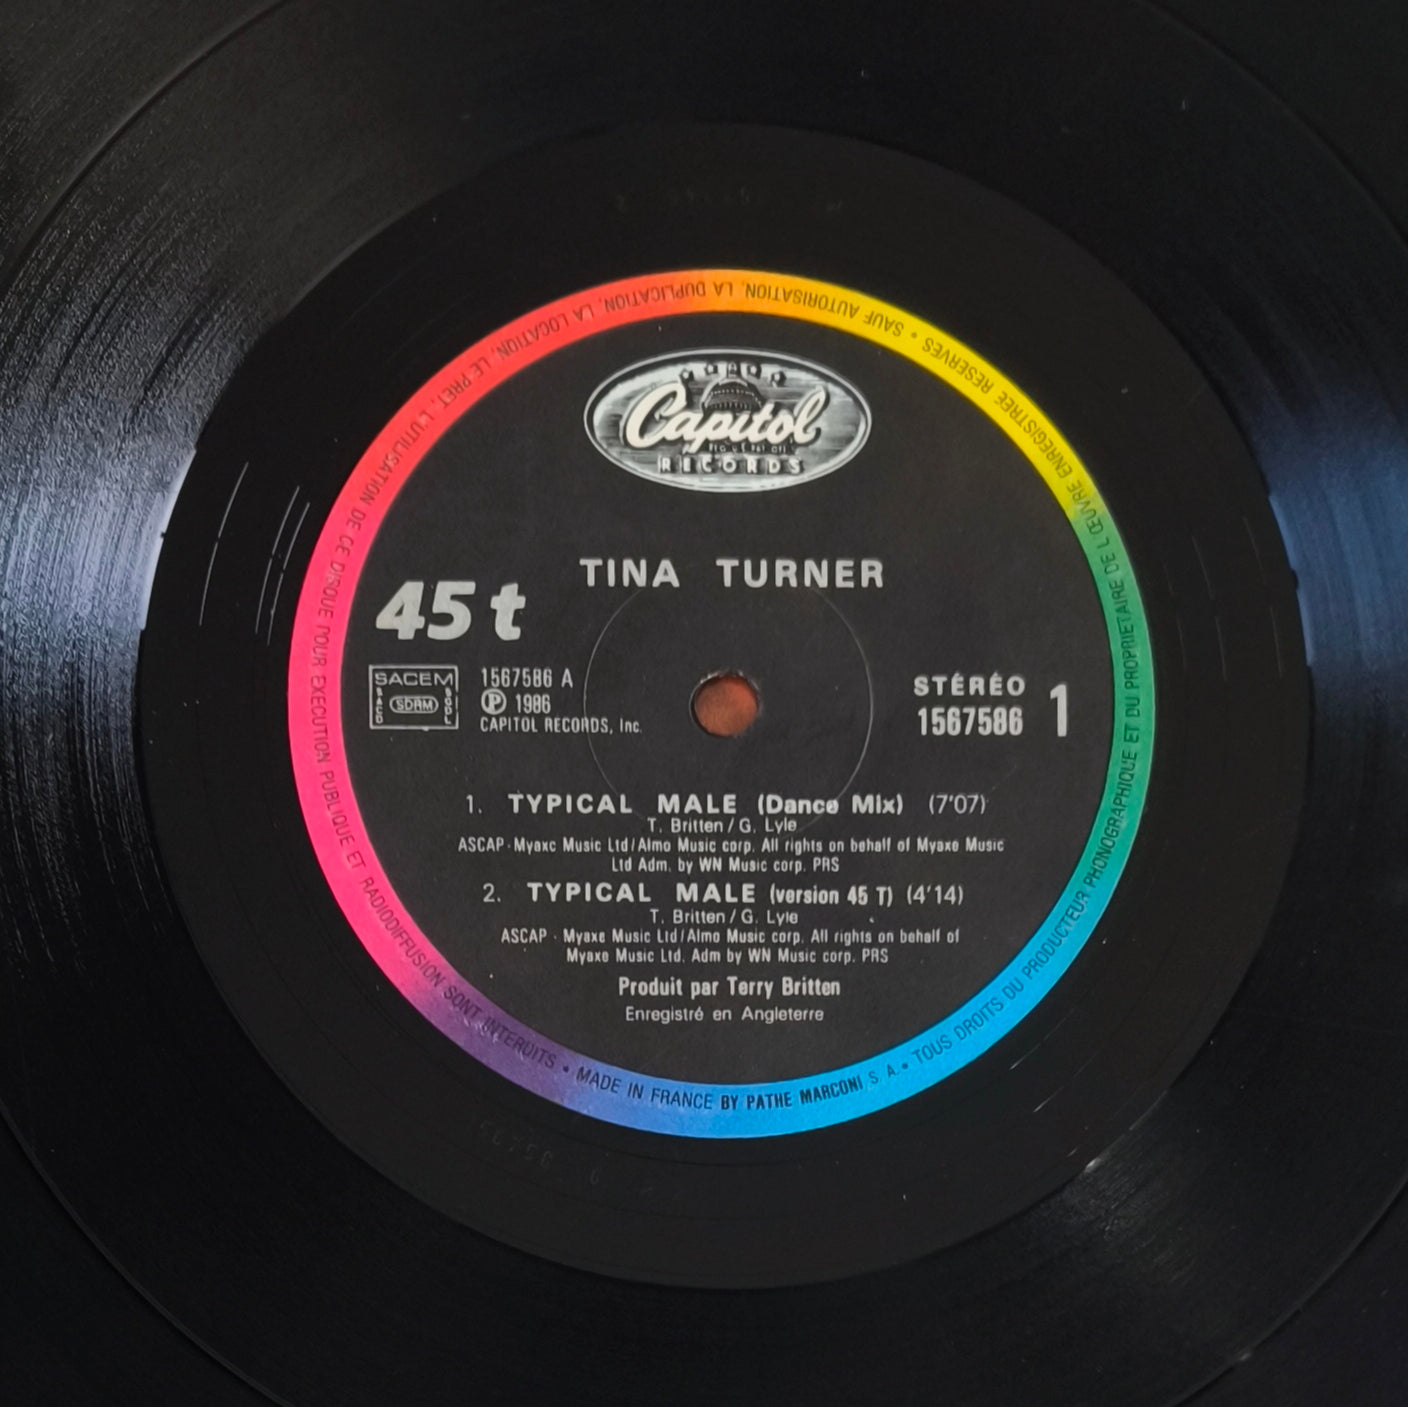 Capitol
RECORDS
TINA TURNER
45 t
SACEM
SACD
SDRM
SGDL
1567586 A
Ⓟ 1986
CAPITOL RECORDS, Inc.
STÉRÉO
1567586
1
1. TYPICAL MALE (Dance Mix) (7'07)
T. Britten / G. Lyle
ASCAP · Myaxe Music Ltd / Almo Music corp. All rights on behalf of Myaxe Music
Ltd Adm. by WN Music corp. PRS
2. TYPICAL MALE (version 45 T) (4'14)
T. Britten / G. Lyle
ASCAP · Myaxe Music Ltd / Almo Music corp. All rights on behalf of
Myaxe Music Ltd. Adm by WN Music corp. PRS
Produit par Terry Britten
Enregistré en Angleterre
• MADE IN FRANCE BY PATHE MARCONI S. A. • TOUS DROITS DU PRODUCTEUR PHONOGRAPHIQUE ET DU PROPRIETAIRE DE L'ŒUVRE ENREGISTREE RESERVES • SAUF AUTORISATION, LA DUPLICATION, LA LOCATION, LE PRET, L'UTILISATION DE CE DISQUE POUR EXECUTION PUBLIQUE ET RADIODIFFUSION SONT INTERDITS